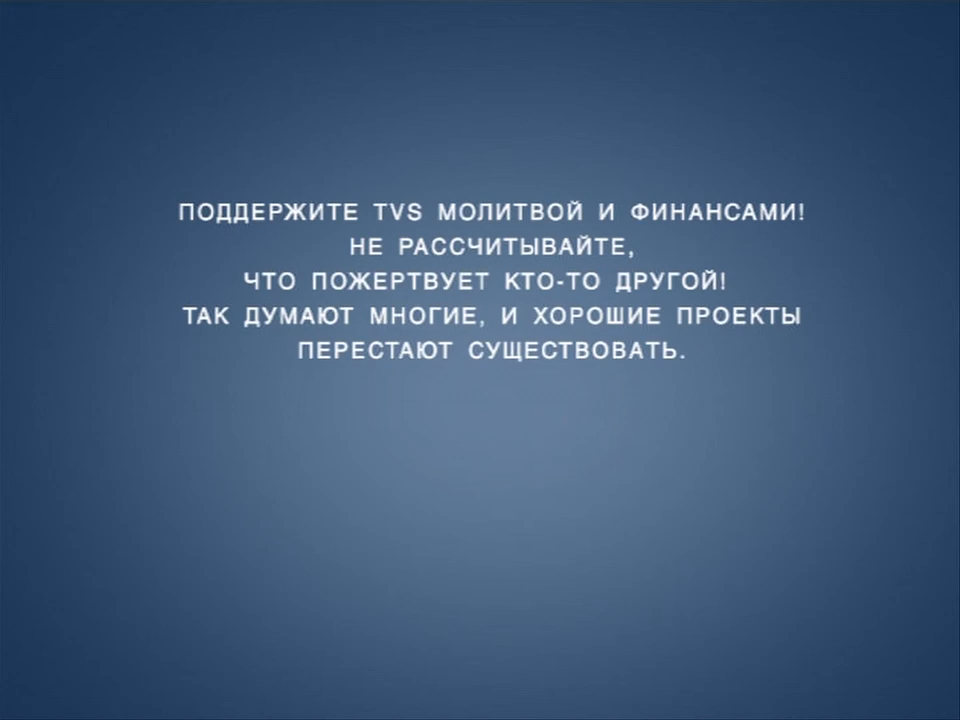 ПОДДЕРЖИТЕ TVS МОЛИТВОЙ И ФИНАНСАМИ!
НЕ РАССЧИТЫВАЙТЕ,
ЧТО ПОЖЕРТВУЕТ КТО-ТО ДРУГОЙ!
ТАК ДУМАЮТ МНОГИЕ, И ХОРОШИЕ ПРОЕКТЫ
ПЕРЕСТАЮТ СУЩЕСТВОВАТЬ.